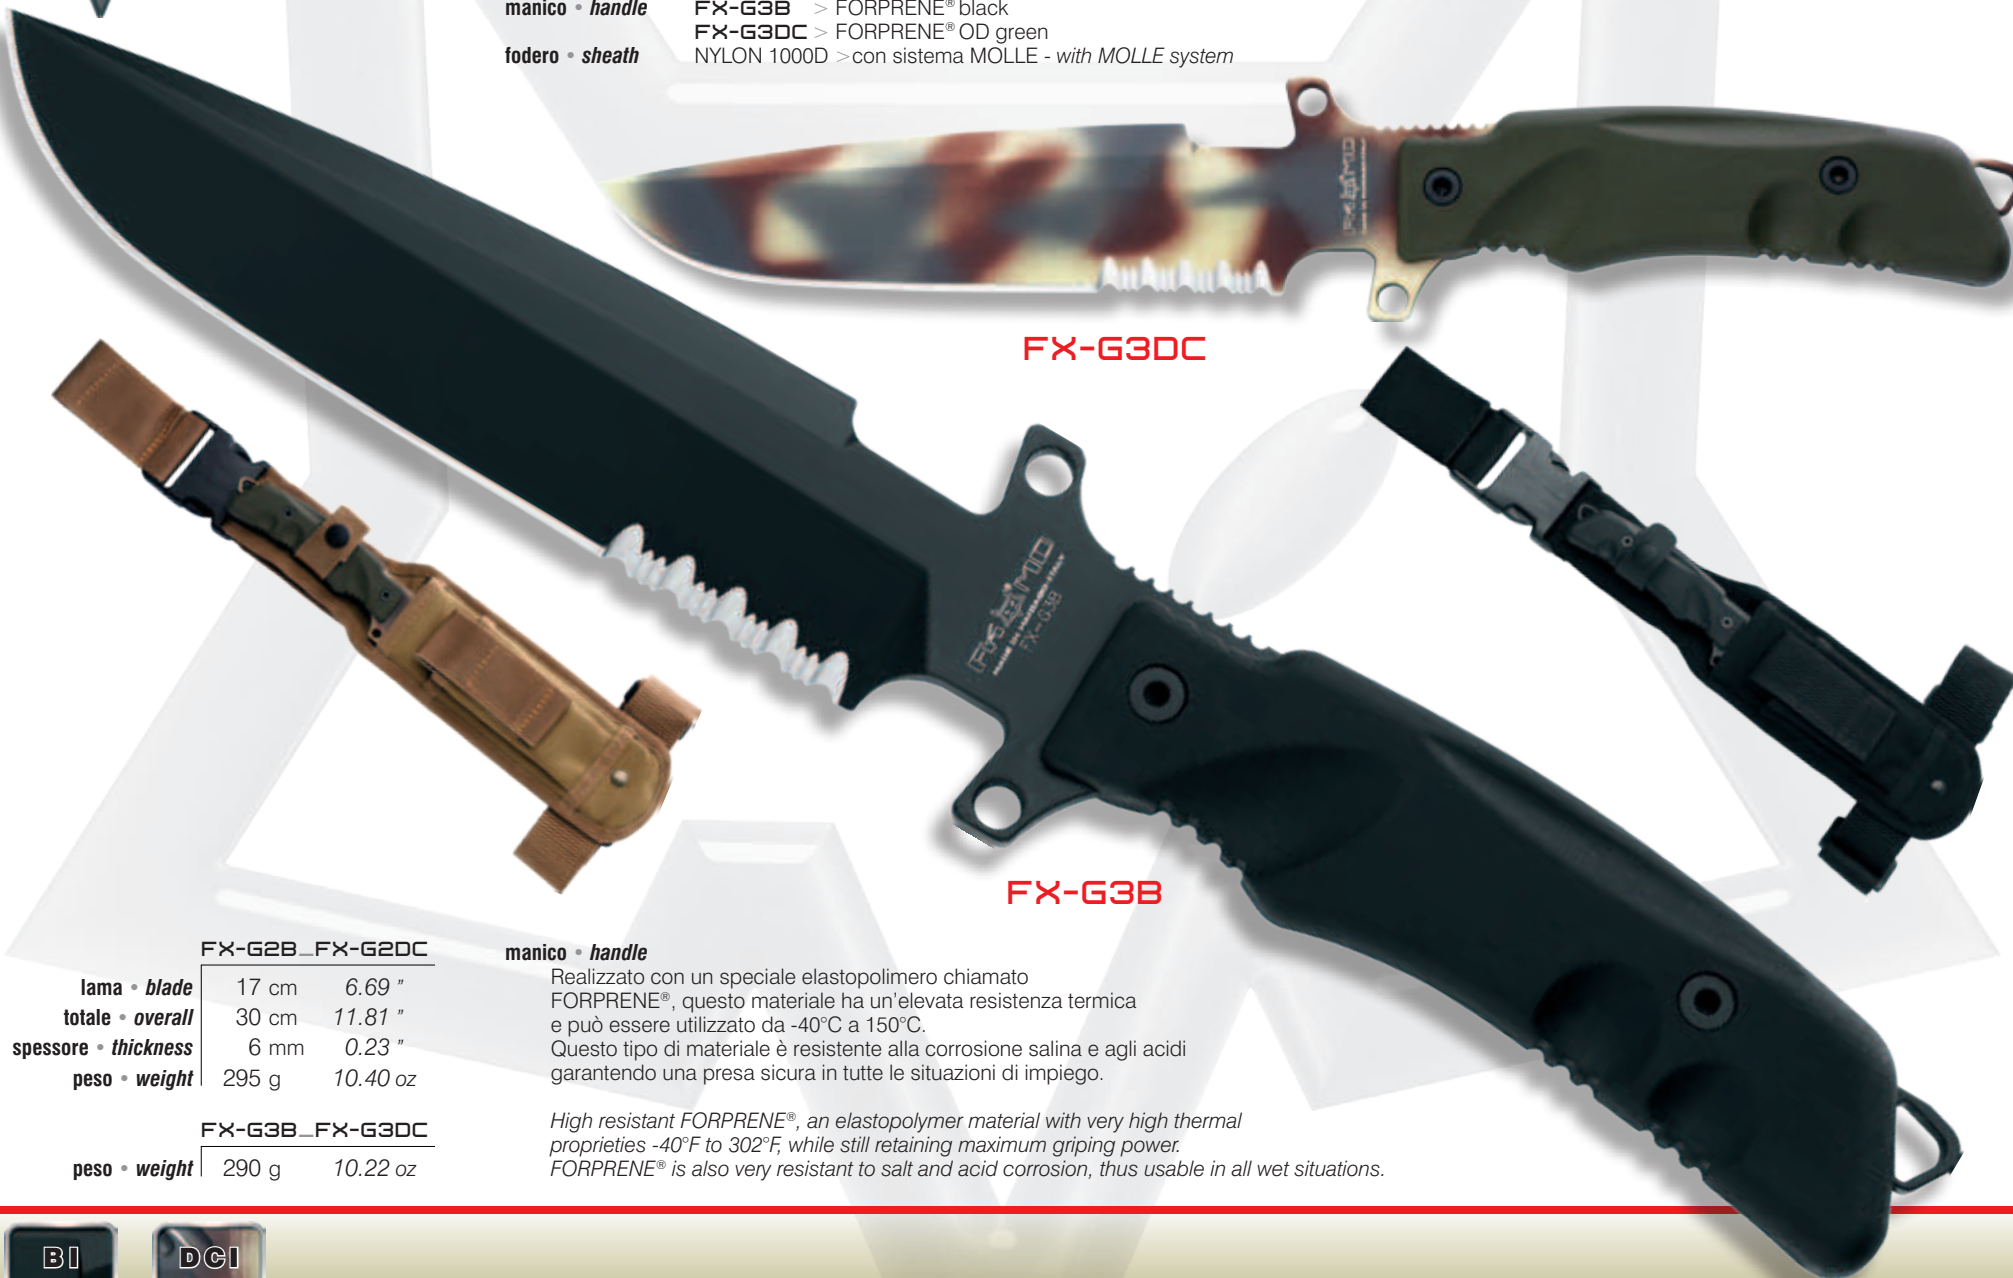 manico • handle FX-G3B > FORPRENE® black
FX-G3DC > FORPRENE® OD green
fodero • sheath NYLON 1000D > con sistema MOLLE - with MOLLE system
FX-G3DC
FKMD
MADE IN MANIAGO-ITALY
FX-G3B
FX-G3B
FX-G2B_FX-G2DC
lama • blade 17 cm 6.69 "
totale • overall 30 cm 11.81 "
spessore • thickness 6 mm 0.23 "
peso • weight 295 g 10.40 oz
FX-G3B_FX-G3DC
peso • weight 290 g 10.22 oz
manico • handle
Realizzato con un speciale elastopolimero chiamato
FORPRENE®, questo materiale ha un'elevata resistenza termica
e può essere utilizzato da -40°C a 150°C.
Questo tipo di materiale è resistente alla corrosione salina e agli acidi
garantendo una presa sicura in tutte le situazioni di impiego.
High resistant FORPRENE®, an elastopolymer material with very high thermal
proprieties -40°F to 302°F, while still retaining maximum griping power.
FORPRENE® is also very resistant to salt and acid corrosion, thus usable in all wet situations.
BI
DCI